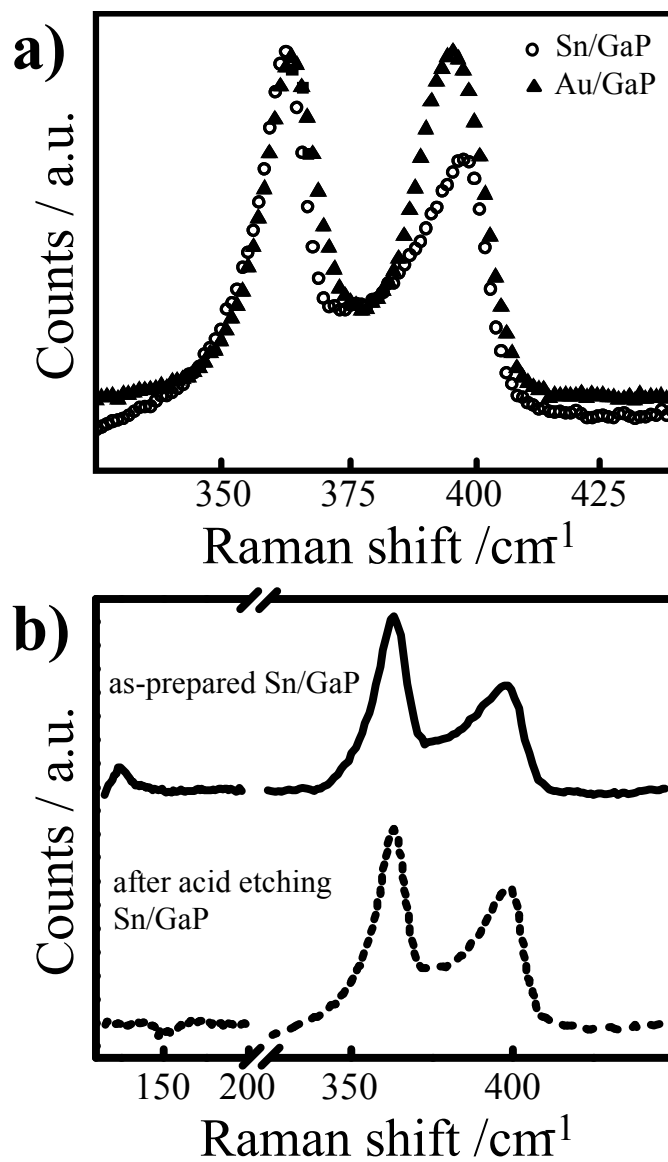 a)
Sn/GaP
Au/GaP
Counts / a.u.
350 375 400 425
Raman shift /cm-1
b)
as-prepared Sn/GaP
after acid etching
Sn/GaP
Counts / a.u.
150 200 350 400
Raman shift /cm-1